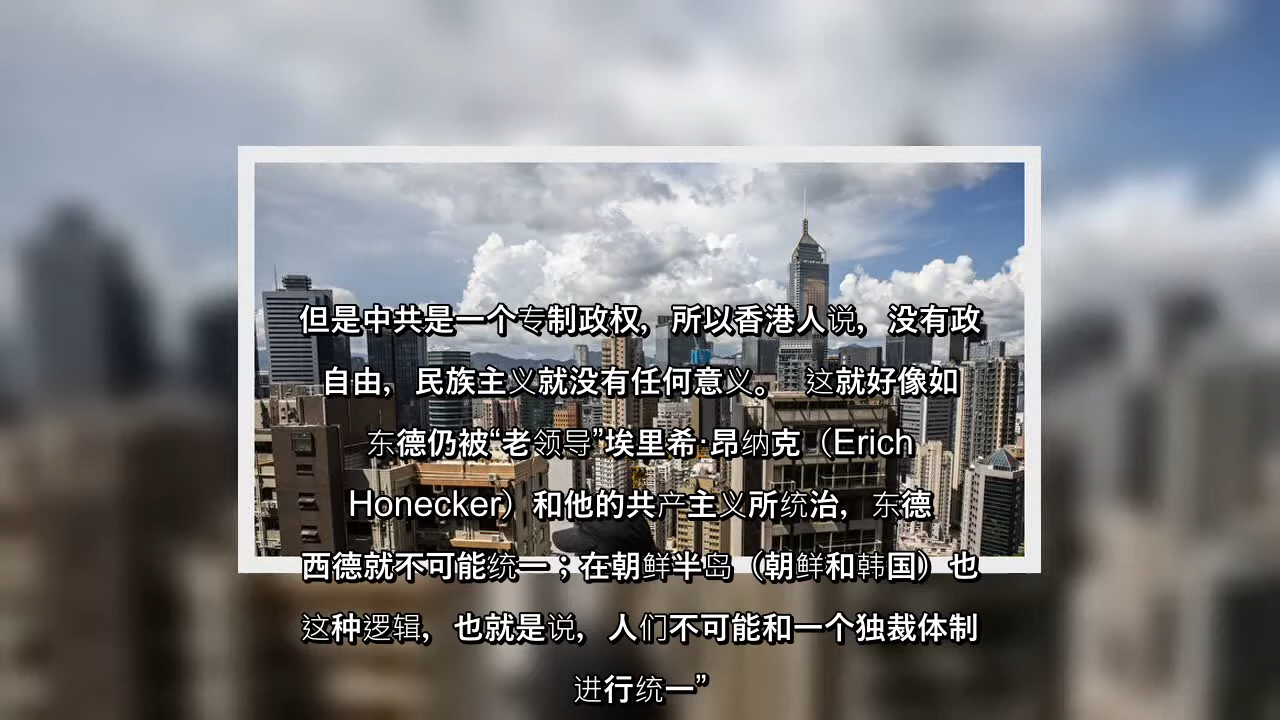 但是中共是一个专制政权，所以香港人说，没有政
自由，民族主义就没有任何意义。 这就好像如
东德仍被“老领导”埃里希·昂纳克（Erich
Honecker）和他的共产主义所统治，东德
西德就不可能统一；在朝鲜半岛（朝鲜和韩国）也
这种逻辑，也就是说，人们不可能和一个独裁体制
进行统一”